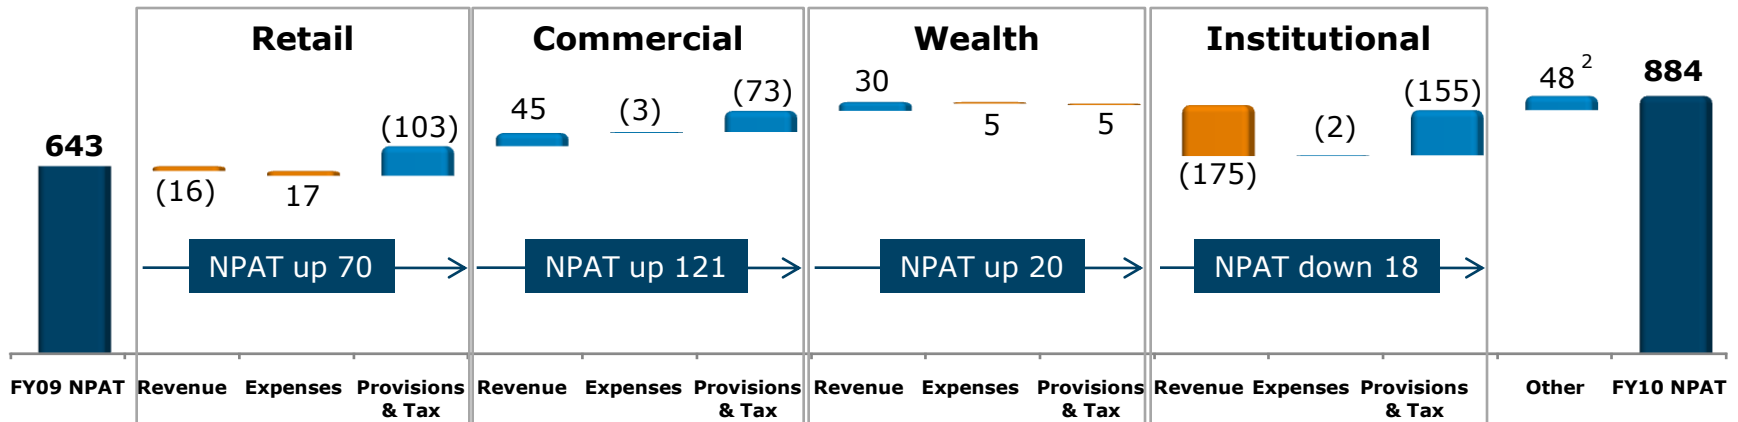 Retail
Commercial
Wealth
Institutional
643
(16)
17
(103)
45
(3)
(73)
30
5
5
(175)
(2)
(155)
48 2
884
NPAT up 70
NPAT up 121
NPAT up 20
NPAT down 18
FY09 NPAT
Revenue
Expenses
Provisions
& Tax
Revenue
Expenses
Provisions
& Tax
Revenue
Expenses
Provisions
& Tax
Revenue
Expenses
Provisions
& Tax
Other
FY10 NPAT